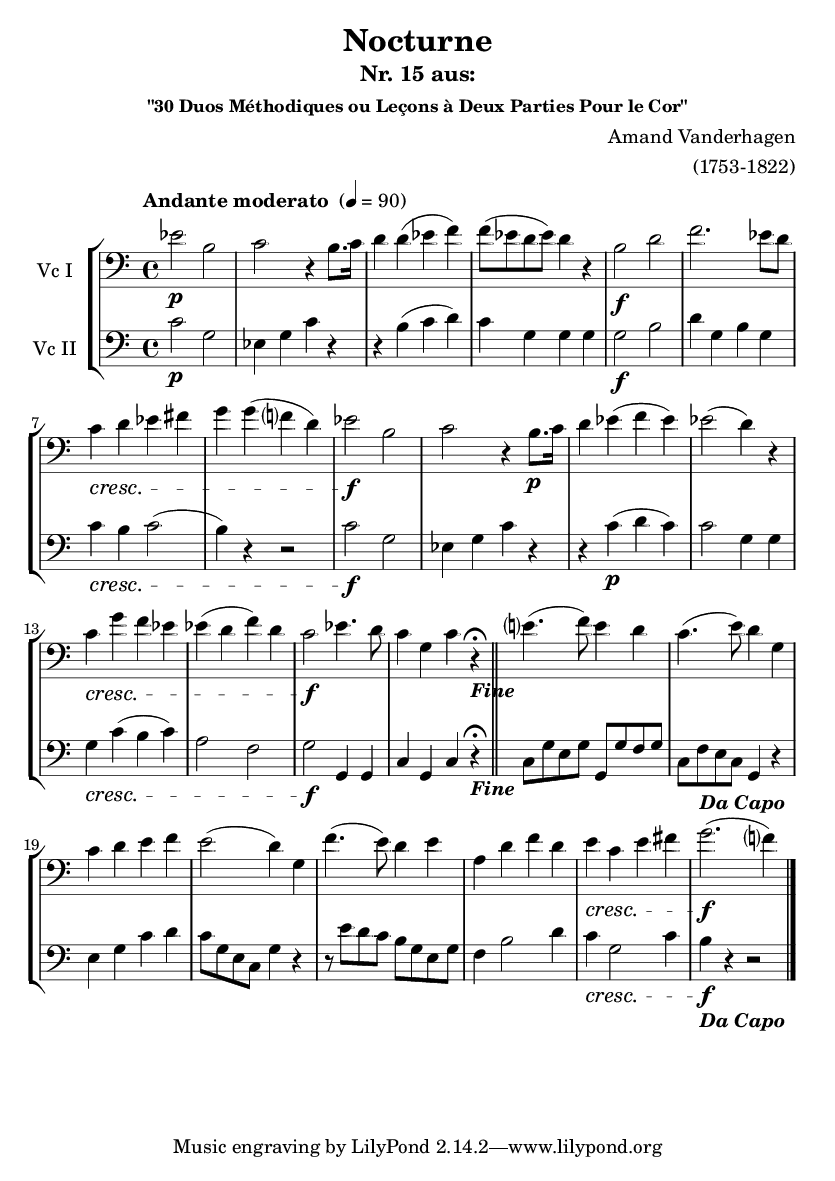 Nocturne
Nr. 15 aus:
"30 Duos Méthodiques ou Leçons à Deux Parties Pour le Cor"
Amand Vanderhagen
(1753-1822)
Andante moderato (♩ = 90)
Vc I
p
f
Vc II
p
f
7
cresc.
f
p
cresc.
f
p
13
cresc.
f
Fine
cresc.
f
Fine
Da Capo
19
cresc.
f
cresc.
f
Da Capo
Music engraving by LilyPond 2.14.2—www.lilypond.org